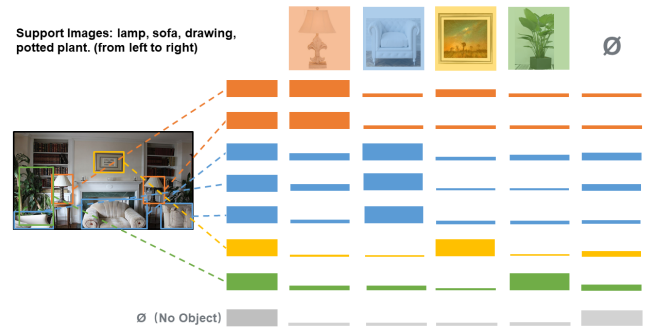 Support Images: lamp, sofa, drawing,
potted plant. (from left to right)
Ø
Ø (No Object)